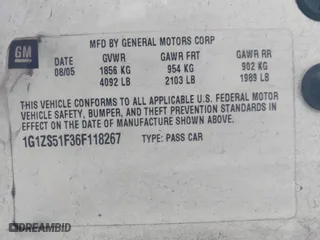 GM
MFD BY GENERAL MOTORS CORP
DATE GVWR GAWR FRT GAWR RR
08/05 1856 KG 954 KG 902 KG
4092 LB 2103 LB 1989 LB
THIS VEHICLE CONFORMS TO ALL APPLICABLE U.S. FEDERAL MOTOR
VEHICLE SAFETY, BUMPER, AND THEFT PREVENTION STANDARDS IN
EFFECT ON THE DATE OF MANUFACTURE SHOWN ABOVE.
1G1ZS51F36F118267 TYPE: PASS CAR